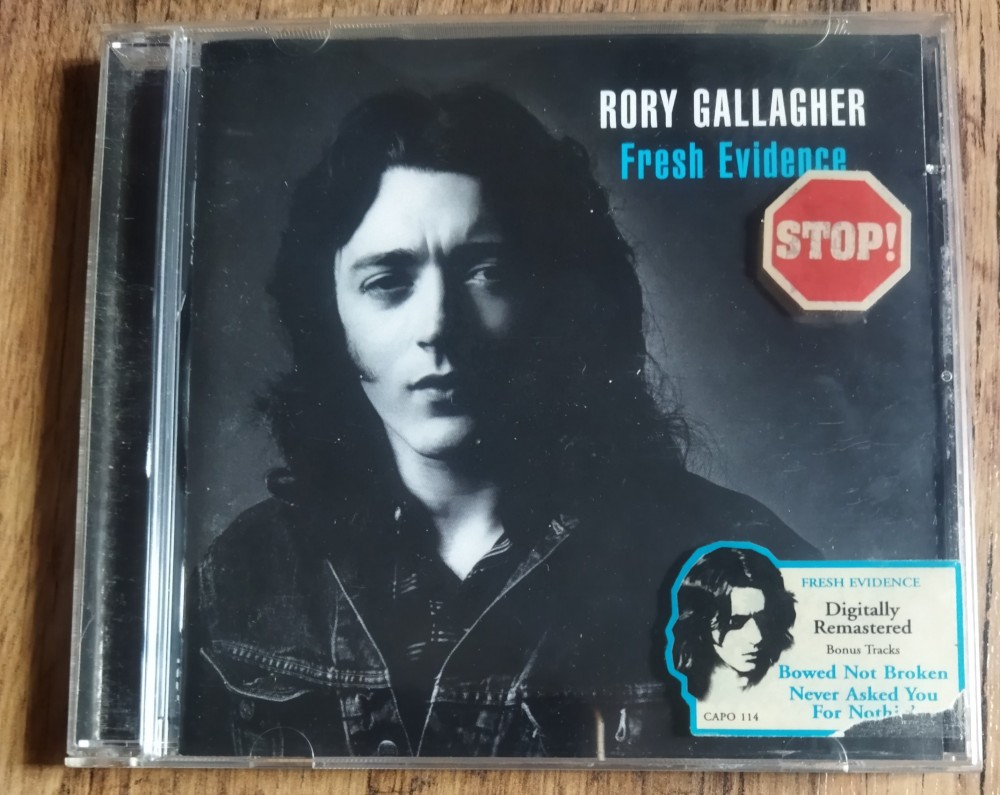 RORY GALLAGHER
Fresh Evidence
STOP!
FRESH EVIDENCE
Digitally
Remastered
Bonus Tracks
Bowed Not Broken
Never Asked You
For
CAPO 114